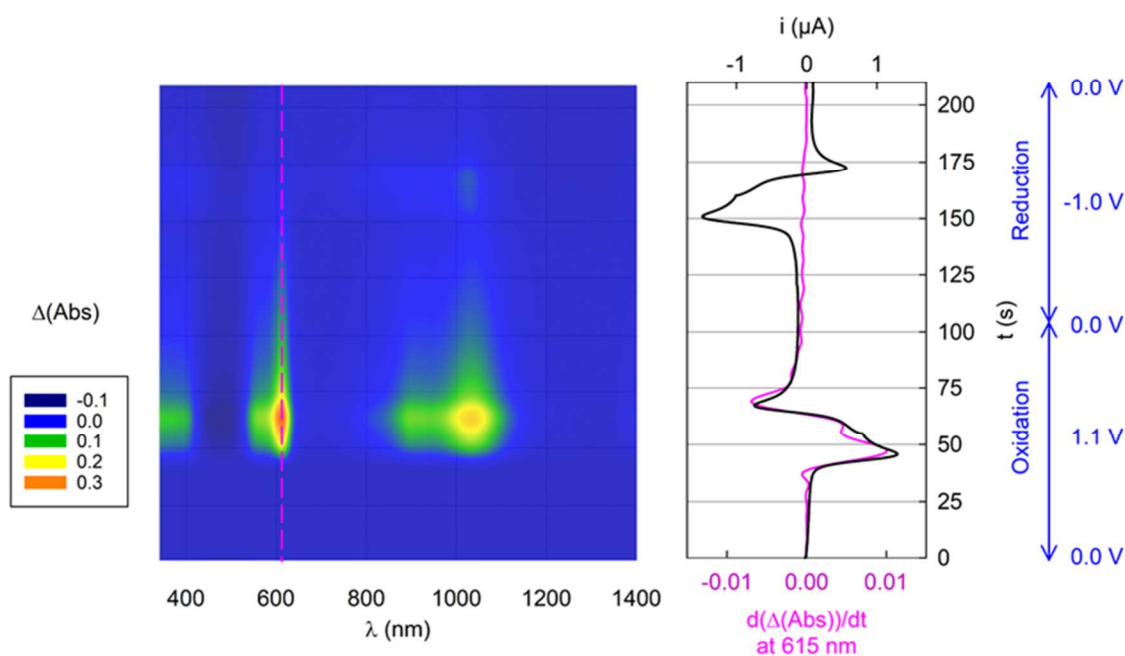 i (µA)
-1 0 1
Δ(Abs)
-0.1
0.0
0.1
0.2
0.3
400 600 800 1000 1200 1400
λ (nm)
200
175
150
125
100
75
50
25
0
t (s)
-0.01 0.00 0.01
d(Δ(Abs))/dt
at 615 nm
Reduction
Oxidation
0.0 V
-1.0 V
0.0 V
1.1 V
0.0 V